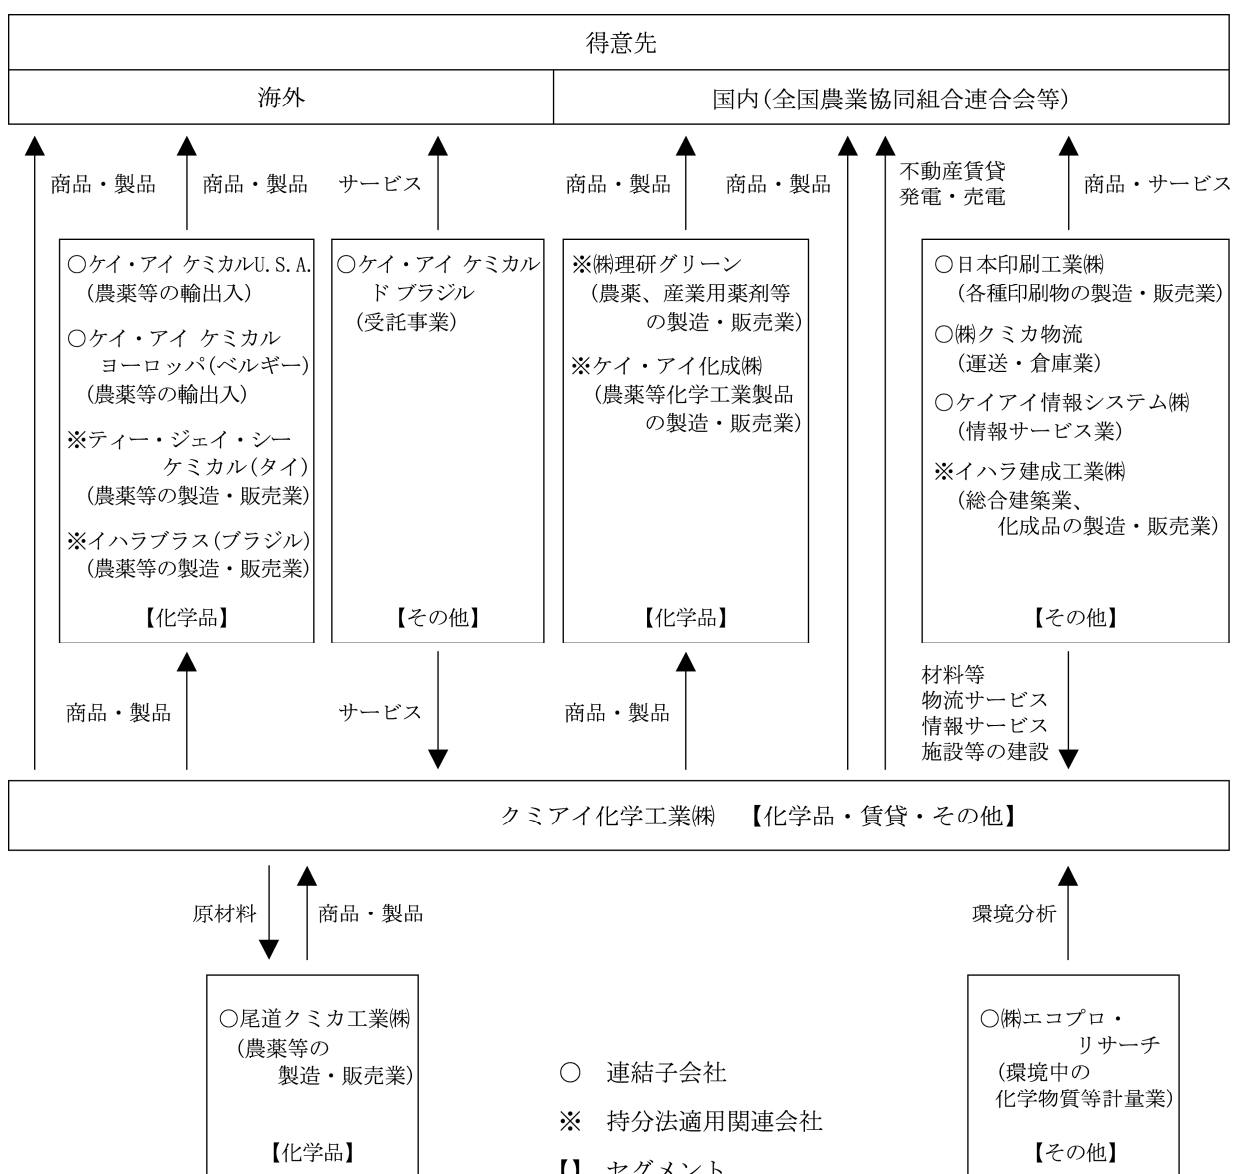 得意先
海外
国内(全国農業協同組合連合会等)
商品・製品
商品・製品
サービス
商品・製品
商品・製品
不動産賃貸
発電・売電
商品・サービス
○ケイ・アイ ケミカルU.S.A.
(農薬等の輸出入)
○ケイ・アイ ケミカル
ヨーロッパ(ベルギー)
(農薬等の輸出入)
※ティー・ジェイ・シー
ケミカル(タイ)
(農薬等の製造・販売業)
※イハラブラス(ブラジル)
(農薬等の製造・販売業)
【化学品】
○ケイ・アイ ケミカル
ド ブラジル
(受託事業)
【その他】
※㈱理研グリーン
(農薬、産業用薬剤等
の製造・販売業)
※ケイ・アイ化成㈱
(農薬等化学工業製品
の製造・販売業)
【化学品】
○日本印刷工業㈱
(各種印刷物の製造・販売業)
○㈱クミカ物流
(運送・倉庫業)
○ケイアイ情報システム㈱
(情報サービス業)
※イハラ建成工業㈱
(総合建築業、
化成品の製造・販売業)
【その他】
商品・製品
サービス
商品・製品
材料等
物流サービス
情報サービス
施設等の建設
クミアイ化学工業㈱ 【化学品・賃貸・その他】
原材料
商品・製品
環境分析
○尾道クミカ工業㈱
(農薬等の
製造・販売業)
【化学品】
○ 連結子会社
※ 持分法適用関連会社
【】 セグメント
○㈱エコプロ・
リサーチ
(環境中の
化学物質等計量業)
【その他】